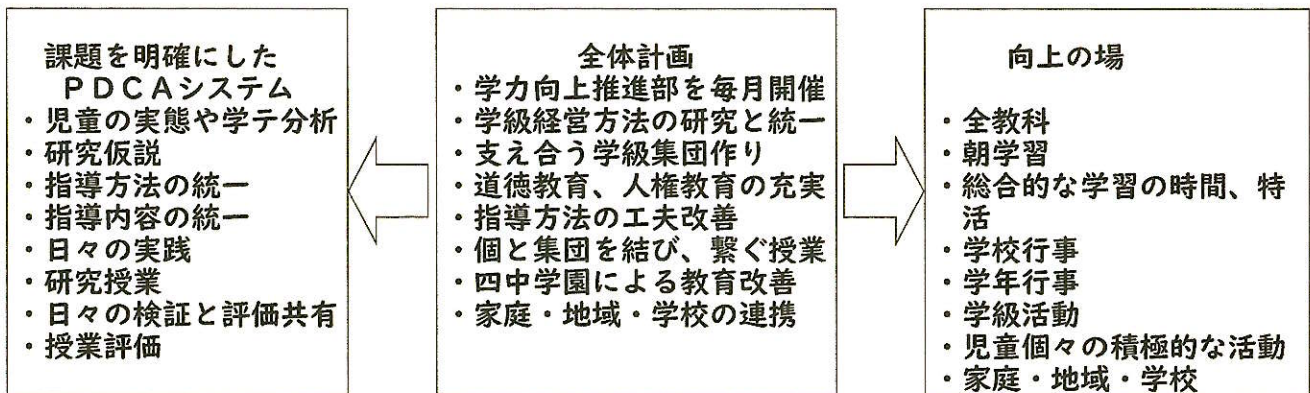 課題を明確にした
PDCAシステム
・児童の実態や学テ分析
・研究仮説
・指導方法の統一
・指導内容の統一
・日々の実践
・研究授業
・日々の検証と評価共有
・授業評価
全体計画
・学力向上推進部を毎月開催
・学級経営方法の研究と統一
・支え合う学級集団作り
・道徳教育、人権教育の充実
・指導方法の工夫改善
・個と集団を結び、繋ぐ授業
・四中学園による教育改善
・家庭・地域・学校の連携
向上の場
・全教科
・朝学習
・総合的な学習の時間、特
活
・学校行事
・学年行事
・学級活動
・児童個々の積極的な活動
・家庭・地域・学校